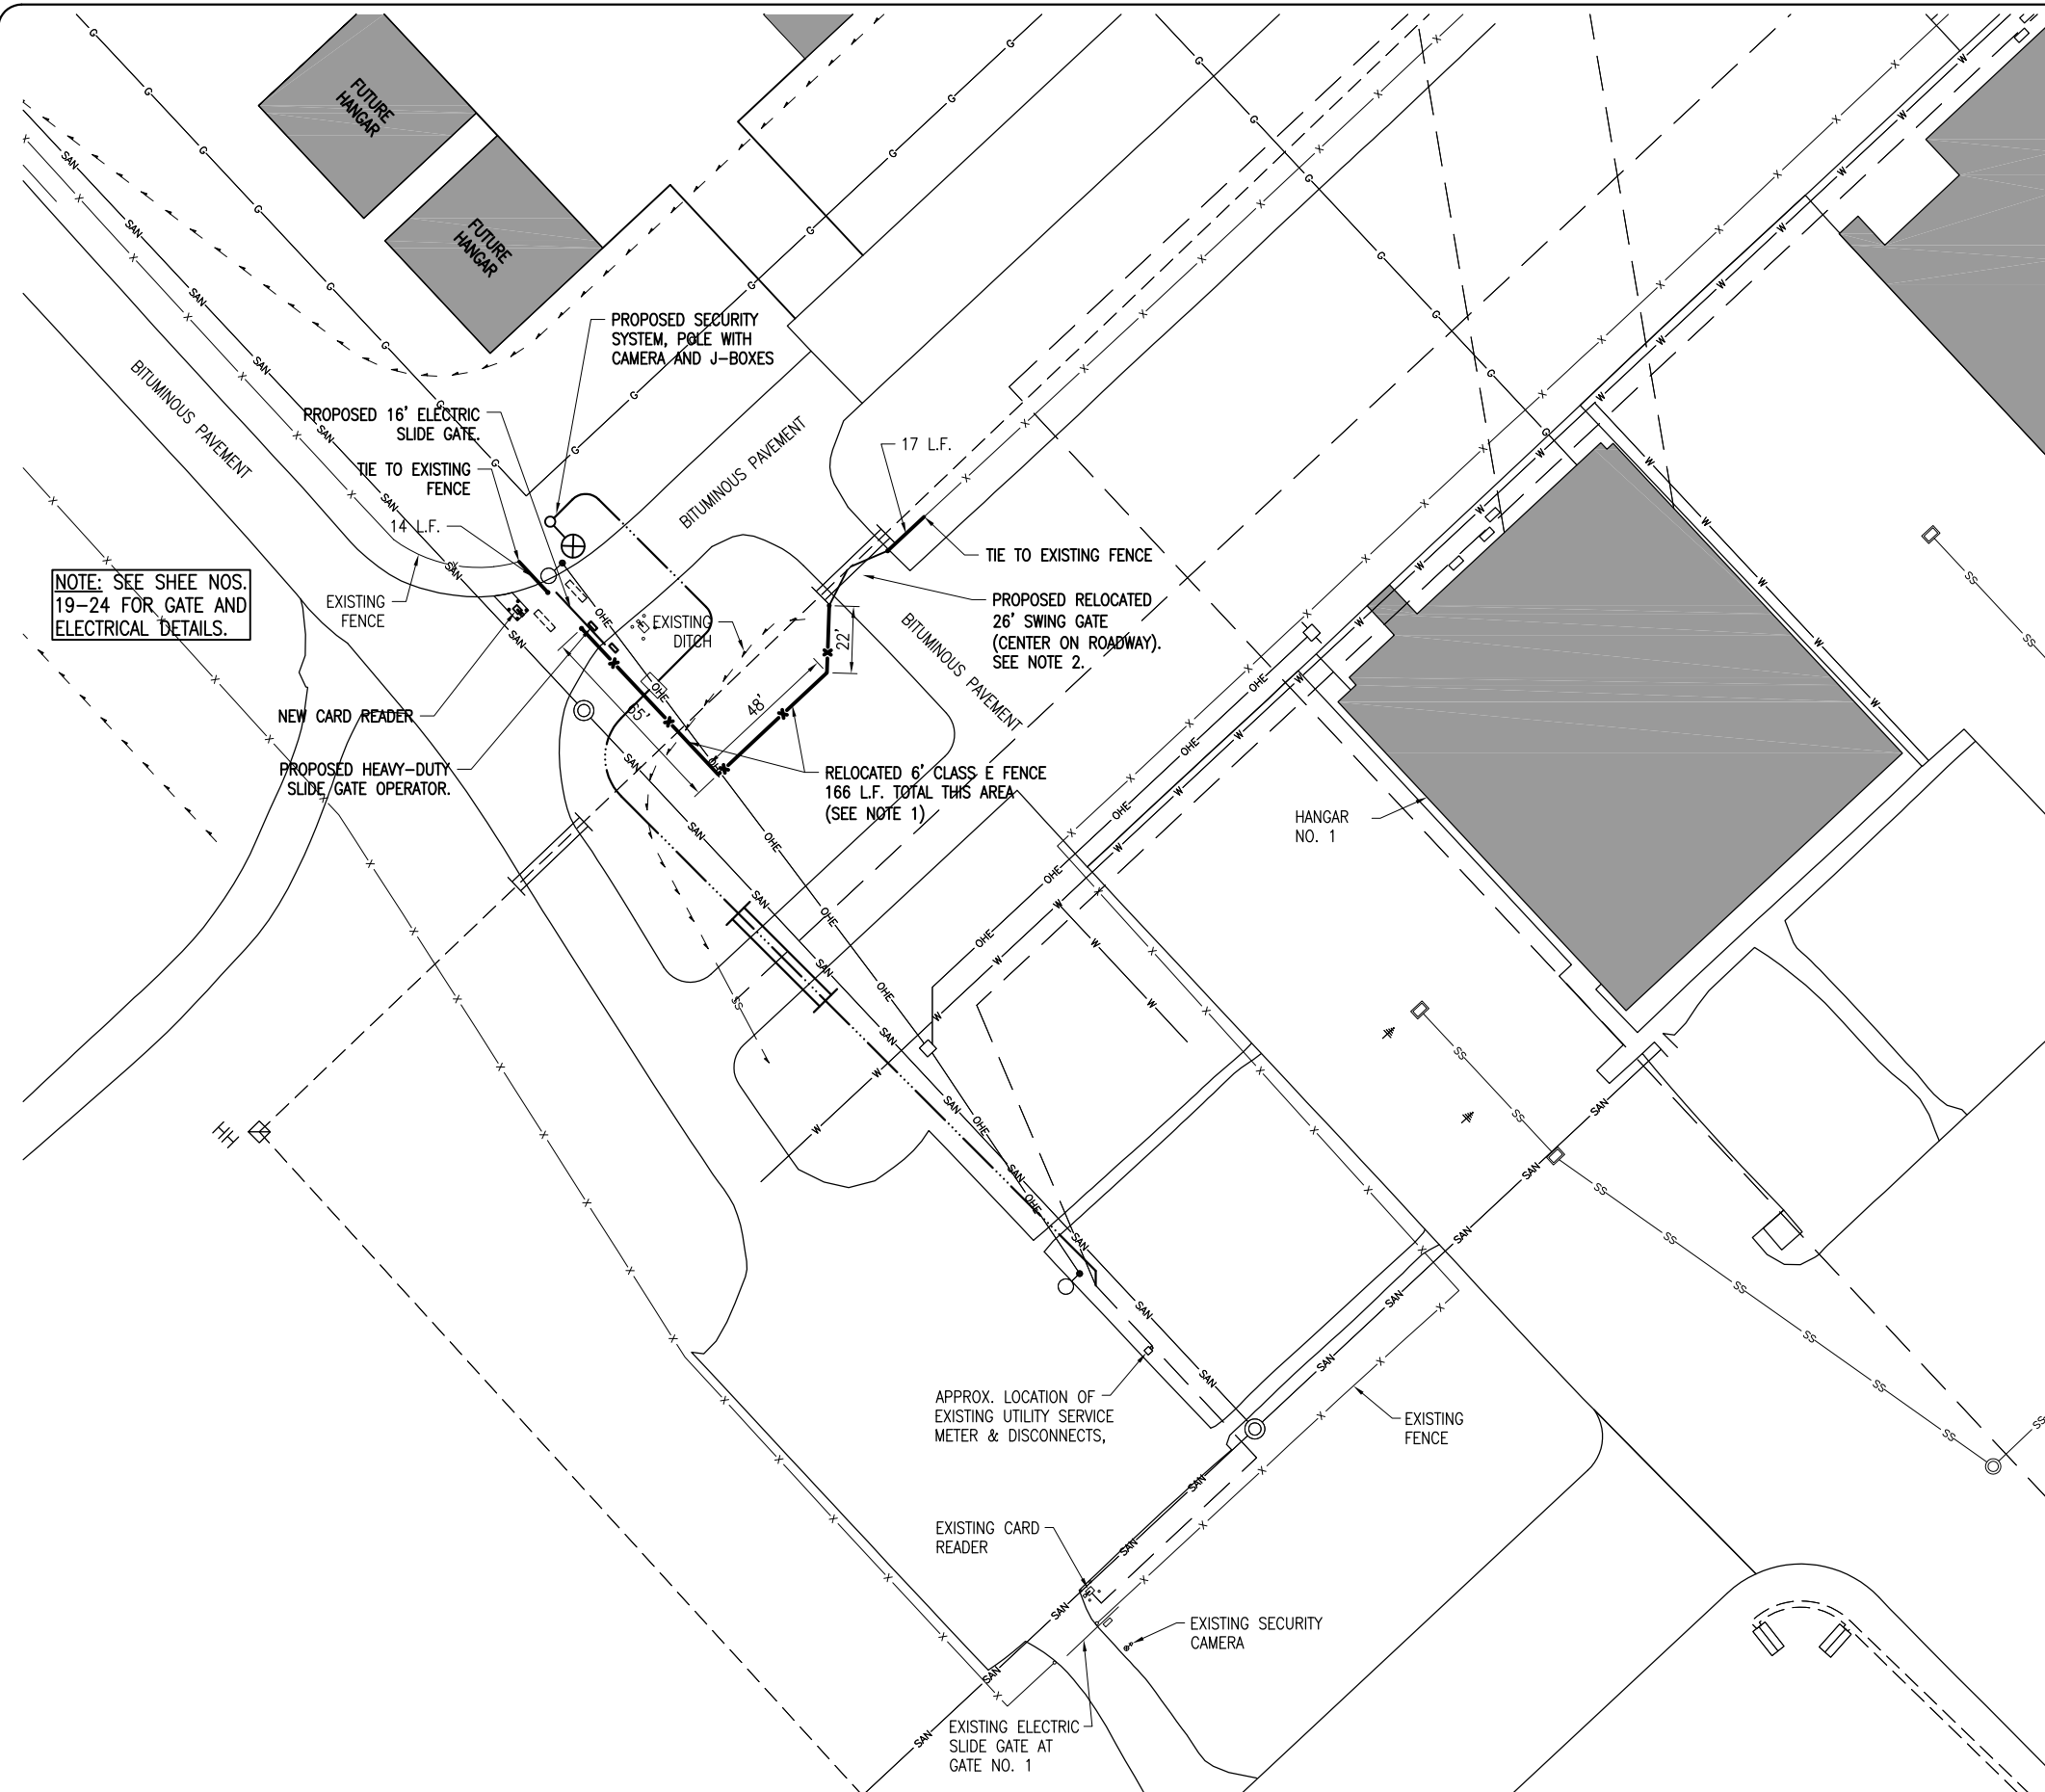 FUTURE
HANGAR
FUTURE
HANGAR
PROPOSED SECURITY
SYSTEM, POLE WITH
CAMERA AND J-BOXES
BITUMINOUS PAVEMENT
PROPOSED 16' ELECTRIC
SLIDE GATE.
TIE TO EXISTING
FENCE
14 L.F.
BITUMINOUS PAVEMENT
17 L.F.
TIE TO EXISTING FENCE
NOTE: SEE SHEE NOS.
19-24 FOR GATE AND
ELECTRICAL DETAILS.
EXISTING
FENCE
EXISTING
DITCH
22'
PROPOSED RELOCATED
26' SWING GATE
(CENTER ON ROADWAY).
SEE NOTE 2.
BITUMINOUS PAVEMENT
NEW CARD READER
65'
48'
PROPOSED HEAVY-DUTY
SLIDE GATE OPERATOR.
RELOCATED 6' CLASS E FENCE
166 L.F. TOTAL THIS AREA
(SEE NOTE 1)
HANGAR
NO. 1
HH
APPROX. LOCATION OF
EXISTING UTILITY SERVICE
METER & DISCONNECTS,
EXISTING
FENCE
EXISTING CARD
READER
EXISTING SECURITY
CAMERA
EXISTING ELECTRIC
SLIDE GATE AT
GATE NO. 1
G
SAN
X
W
OHE
SS